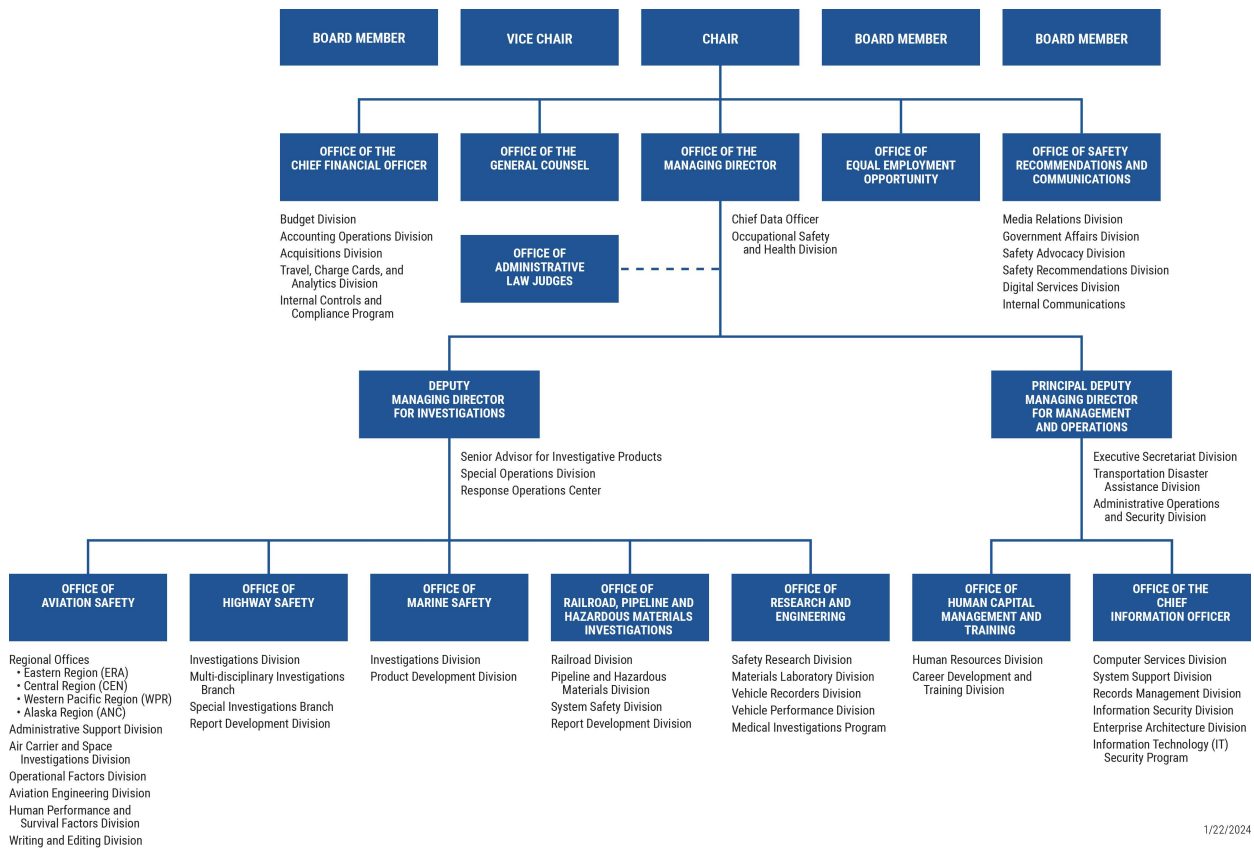 BOARD MEMBER
VICE CHAIR
CHAIR
BOARD MEMBER
BOARD MEMBER
OFFICE OF THE
CHIEF FINANCIAL OFFICER
OFFICE OF THE
GENERAL COUNSEL
OFFICE OF THE
MANAGING DIRECTOR
OFFICE OF
EQUAL EMPLOYMENT
OPPORTUNITY
OFFICE OF SAFETY
RECOMMENDATIONS AND
COMMUNICATIONS
Budget Division
Accounting Operations Division
Acquisitions Division
Travel, Charge Cards, and
Analytics Division
Internal Controls and
Compliance Program
OFFICE OF
ADMINISTRATIVE
LAW JUDGES
Chief Data Officer
Occupational Safety
and Health Division
Media Relations Division
Government Affairs Division
Safety Advocacy Division
Safety Recommendations Division
Digital Services Division
Internal Communications
DEPUTY
MANAGING DIRECTOR
FOR INVESTIGATIONS
Senior Advisor for Investigative Products
Special Operations Division
Response Operations Center
PRINCIPAL DEPUTY
MANAGING DIRECTOR
FOR MANAGEMENT
AND OPERATIONS
Executive Secretariat Division
Transportation Disaster
Assistance Division
Administrative Operations
and Security Division
OFFICE OF
AVIATION SAFETY
Regional Offices
• Eastern Region (ERA)
• Central Region (CEN)
• Western Pacific Region (WPR)
• Alaska Region (ANC)
Administrative Support Division
Air Carrier and Space
Investigations Division
Operational Factors Division
Aviation Engineering Division
Human Performance and
Survival Factors Division
Writing and Editing Division
OFFICE OF
HIGHWAY SAFETY
Investigations Division
Multi-disciplinary Investigations
Branch
Special Investigations Branch
Report Development Division
OFFICE OF
MARINE SAFETY
Investigations Division
Product Development Division
OFFICE OF
RAILROAD, PIPELINE AND
HAZARDOUS MATERIALS
INVESTIGATIONS
Railroad Division
Pipeline and Hazardous
Materials Division
System Safety Division
Report Development Division
OFFICE OF
RESEARCH AND
ENGINEERING
Safety Research Division
Materials Laboratory Division
Vehicle Recorders Division
Vehicle Performance Division
Medical Investigations Program
OFFICE OF
HUMAN CAPITAL
MANAGEMENT AND
TRAINING
Human Resources Division
Career Development and
Training Division
OFFICE OF THE
CHIEF
INFORMATION OFFICER
Computer Services Division
System Support Division
Records Management Division
Information Security Division
Enterprise Architecture Division
Information Technology (IT)
Security Program
1/22/2024